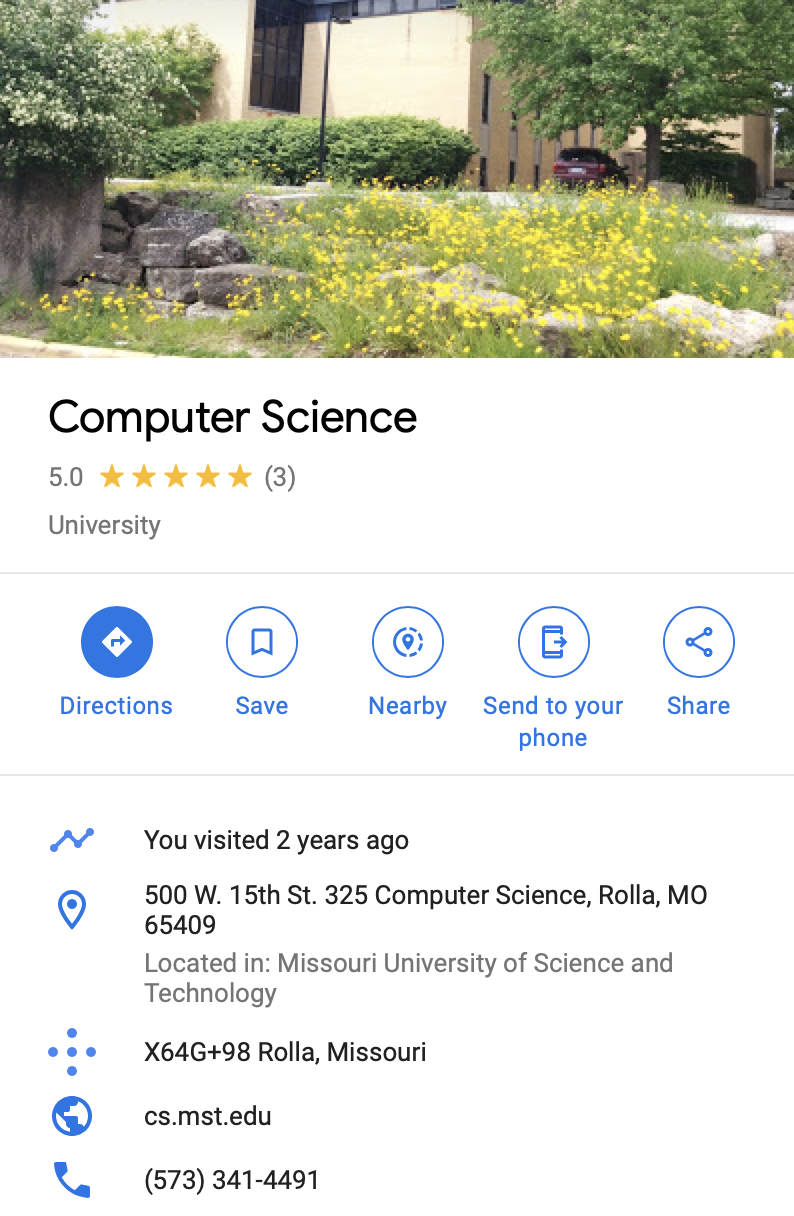 Computer Science
5.0 ★★★★★ (3)
University
Directions
Save
Nearby
Send to your
phone
Share
You visited 2 years ago
500 W. 15th St. 325 Computer Science, Rolla, MO
65409
Located in: Missouri University of Science and
Technology
X64G+98 Rolla, Missouri
cs.mst.edu
(573) 341-4491